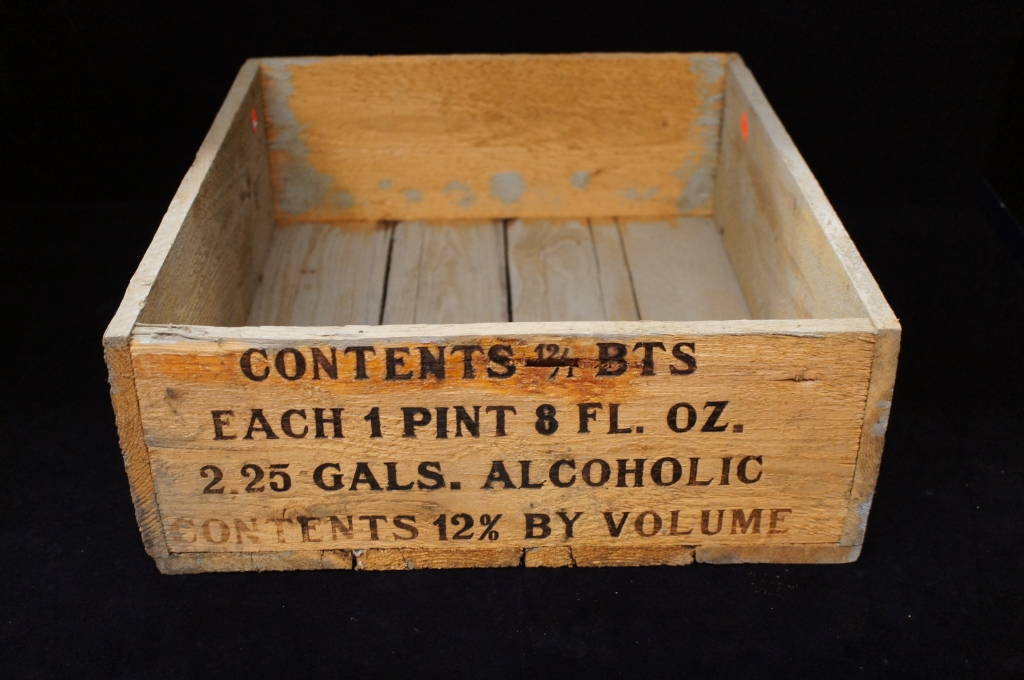 CONTENTS 12/1 BTS
EACH 1 PINT 8 FL. OZ.
2.25 GALS. ALCOHOLIC
CONTENTS 12% BY VOLUME